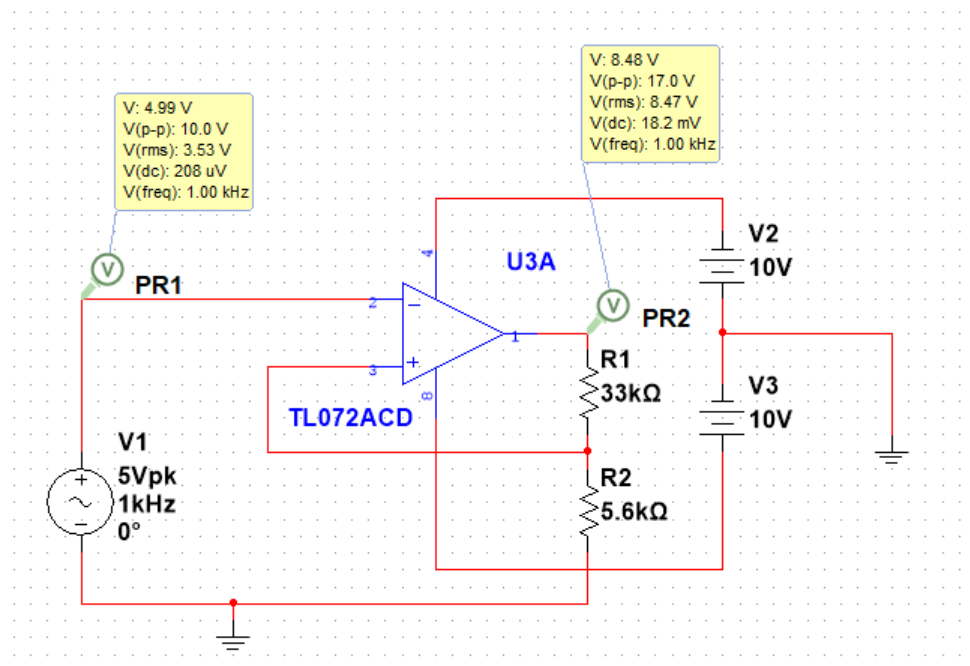 V: 8.48 V
V(p-p): 17.0 V
V(rms): 8.47 V
V(dc): 18.2 mV
V(freq): 1.00 kHz
V: 4.99 V
V(p-p): 10.0 V
V(rms): 3.53 V
V(dc): 208 uV
V(freq): 1.00 kHz
V
PR1
4
U3A
V2
10V
V
PR2
2
1
3
8
TL072ACD
R1
33kΩ
V3
10V
V1
5Vpk
1kHz
0°
R2
5.6kΩ